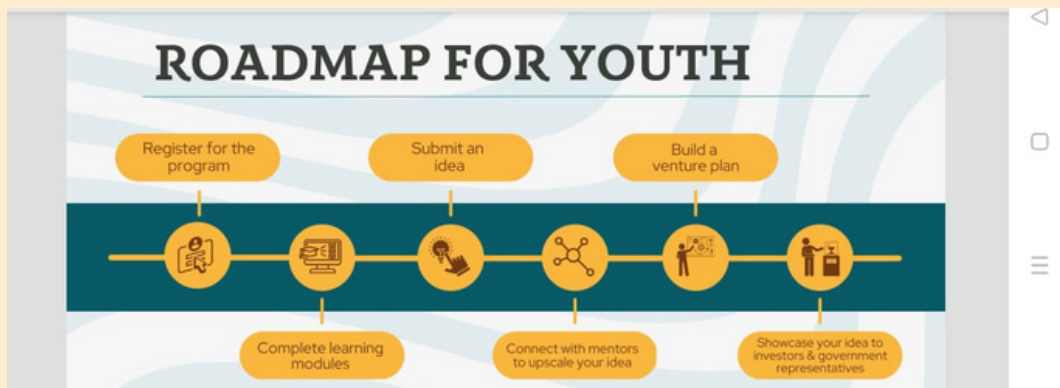 ROADMAP FOR YOUTH
Register for the
program
Complete learning
modules
Submit an
idea
Connect with mentors
to upscale your idea
Build a
venture plan
Showcase your idea to
investors & government
representatives